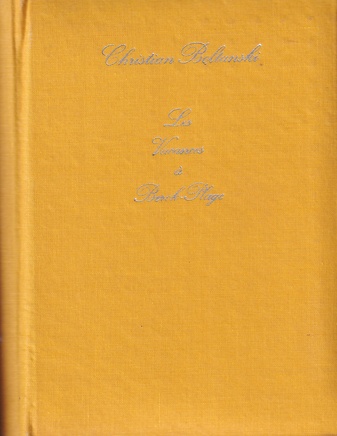 Christian Boltanski
Les
Vacances
à
Berck-Plage